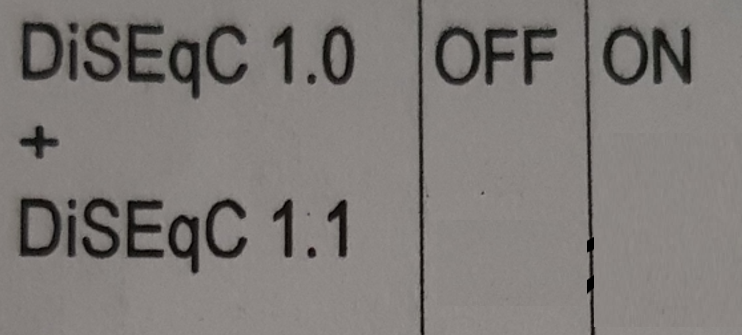 DiSEqC 1.0 OFF ON
+
DiSEqC 1.1